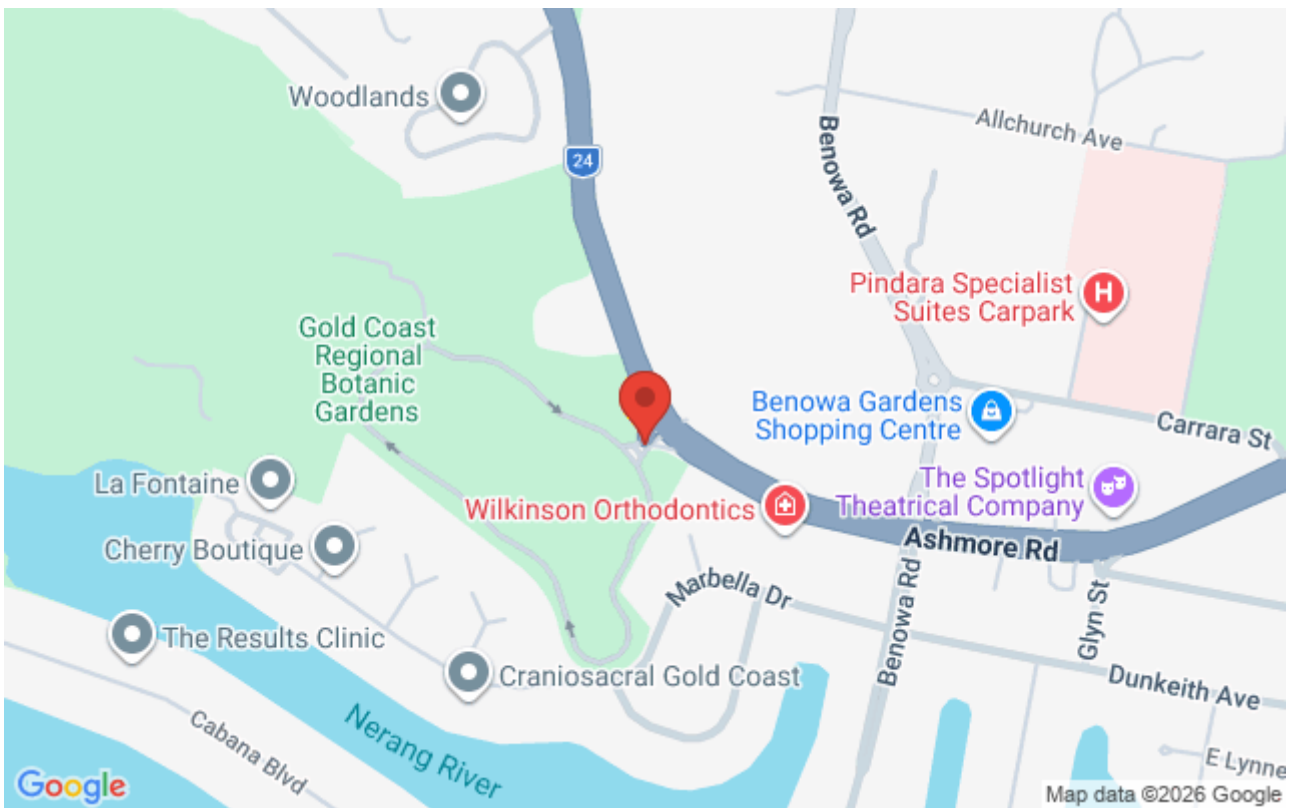 Woodlands
24
Benowa Rd
Allchurch Ave
Pindara Specialist
Suites Carpark
H
Gold Coast
Regional
Botanic
Gardens
Benowa Gardens
Shopping Centre
Carrara St
La Fontaine
Wilkinson Orthodontics
The Spotlight
Theatrical Company
Cherry Boutique
Ashmore Rd
Marbella Dr
Benowa Rd
Glyn St
The Results Clinic
Craniosacral Gold Coast
Dunkeith Ave
Cabana Blvd
Nerang River
E Lynne
Google
Map data ©2026 Google